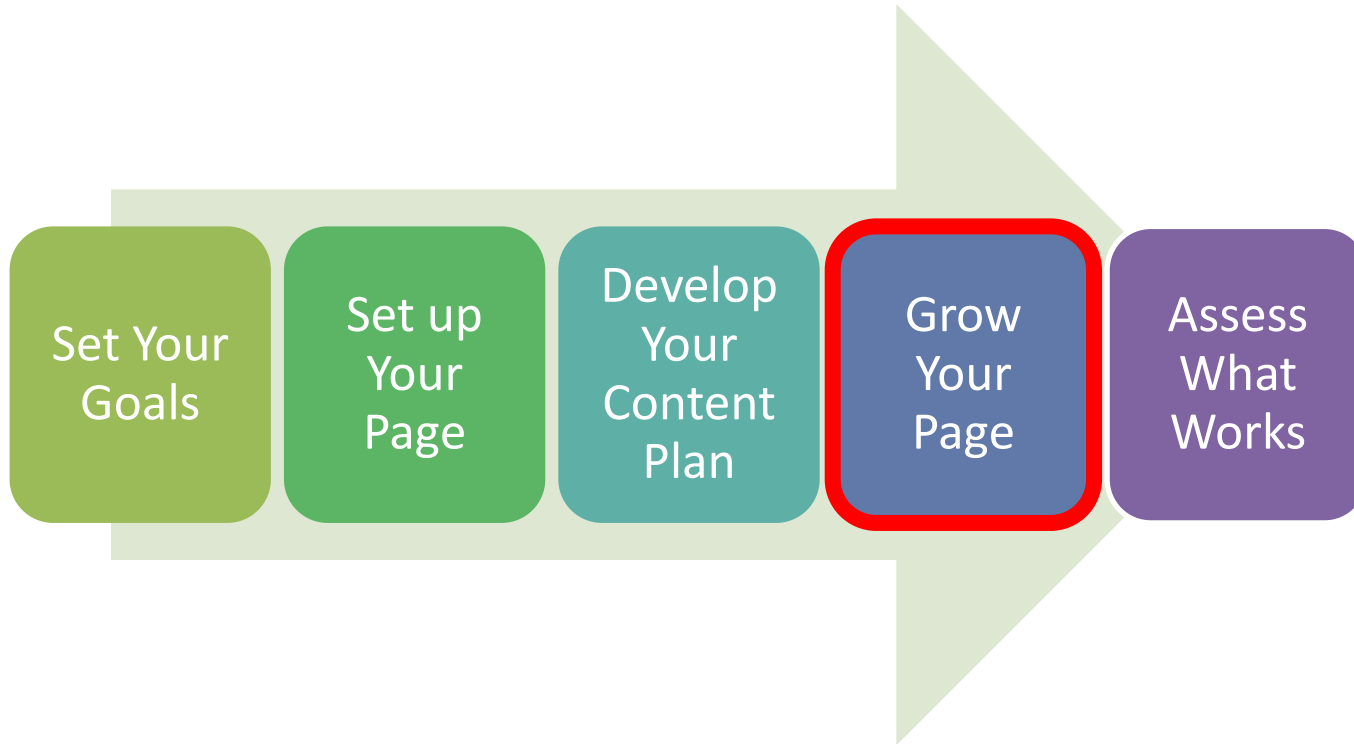 Set Your
Goals
Set up
Your
Page
Develop
Your
Content
Plan
Grow
Your
Page
Assess
What
Works